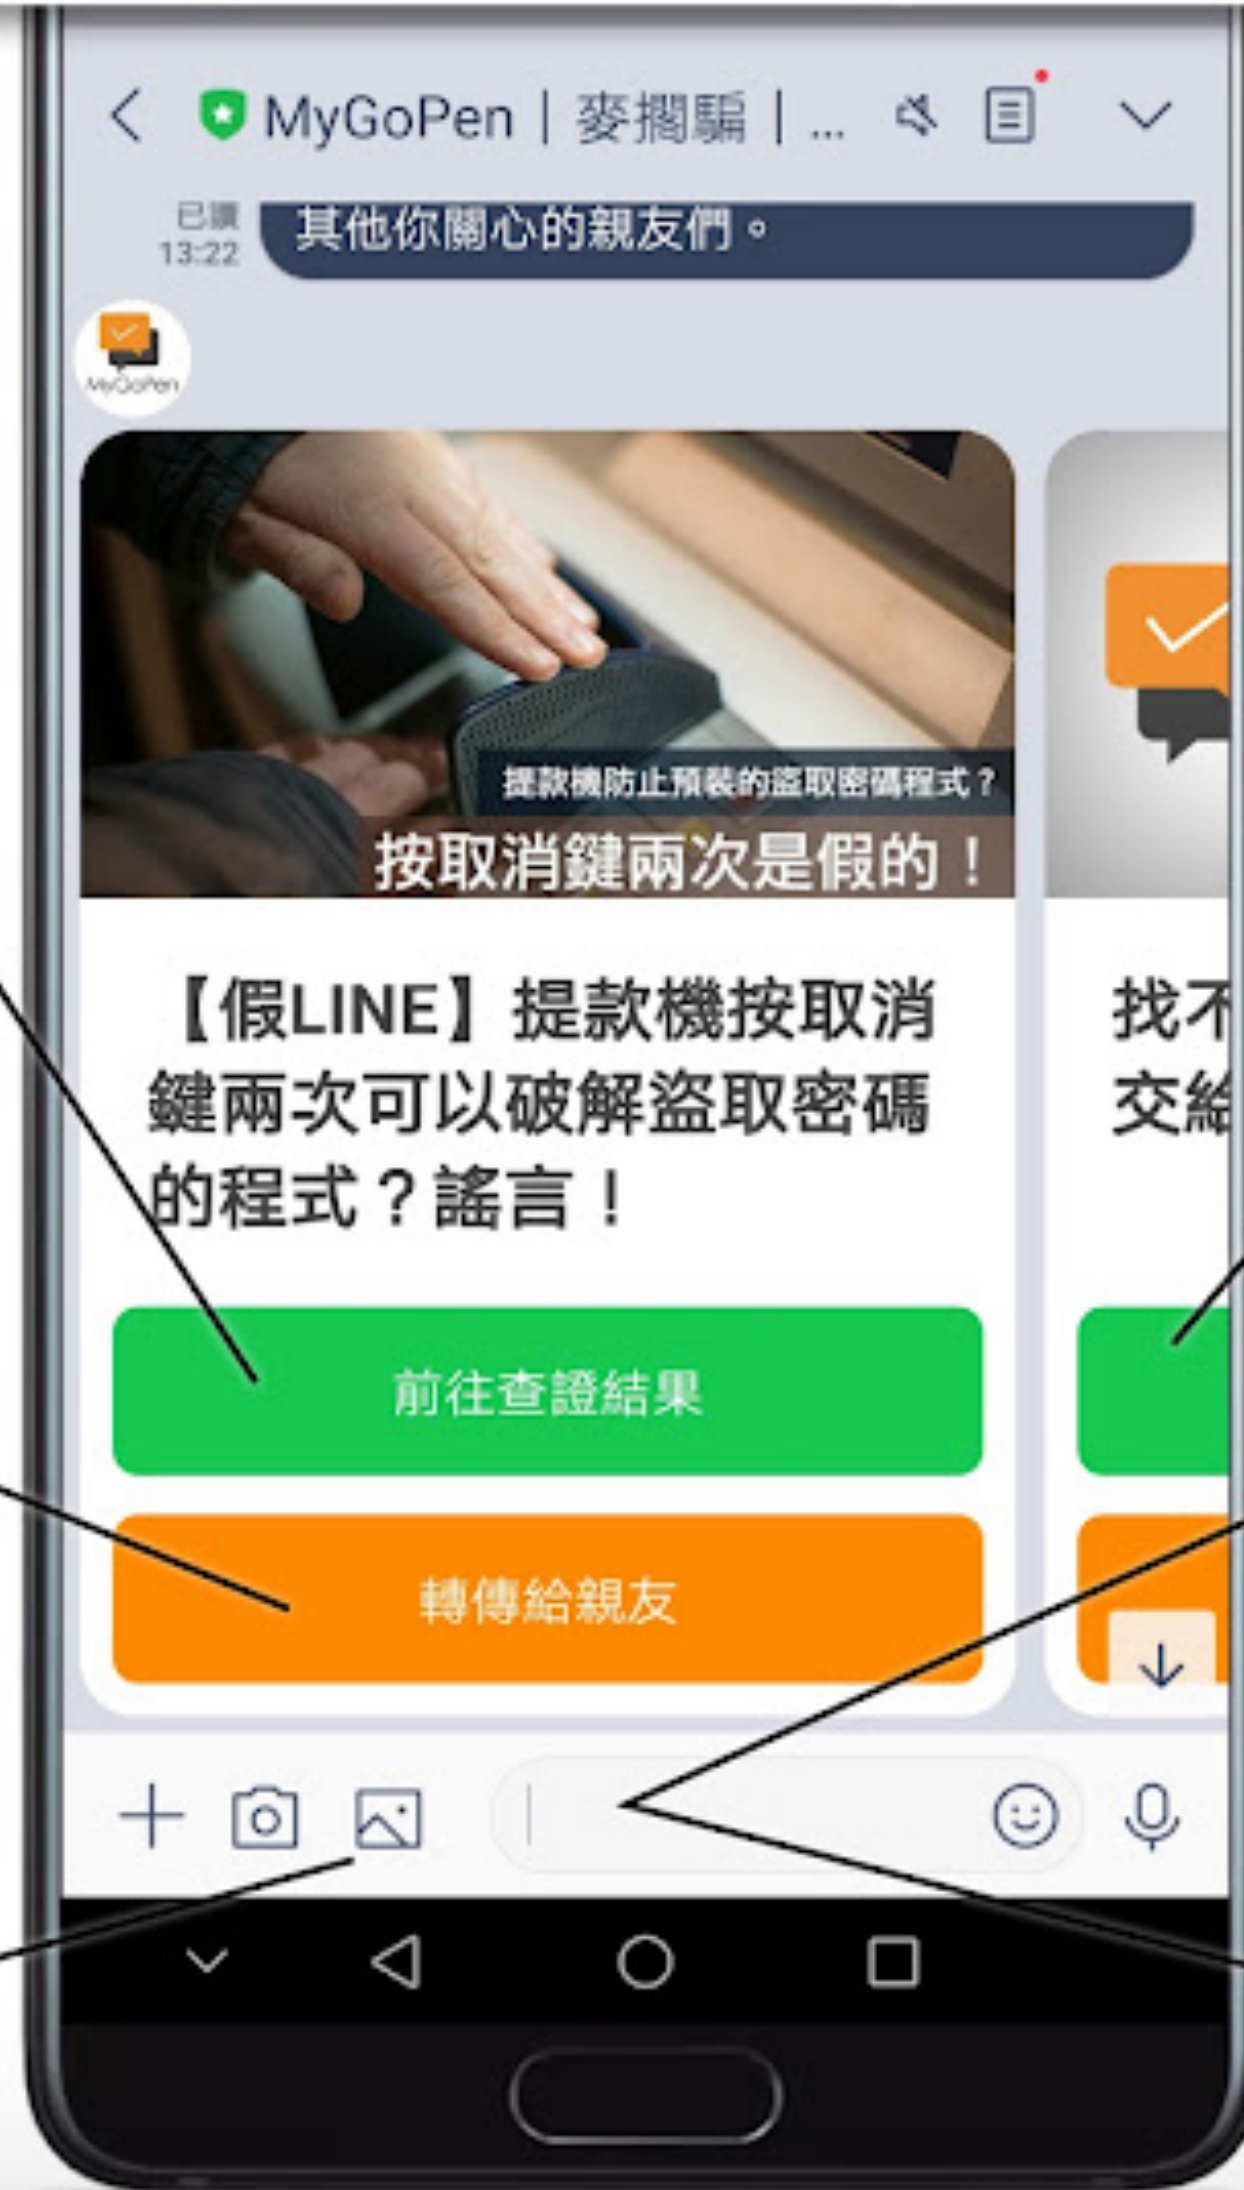 MyGoPen | 麥擱騙 | ...
已讀
13:22
其他你關心的親友們。
MyGoPen
提款機防止預裝的盜取密碼程式？
按取消鍵兩次是假的！
【假LINE】提款機按取消
鍵兩次可以破解盜取密碼
的程式？謠言！
找不
交給
前往查證結果
轉傳給親友